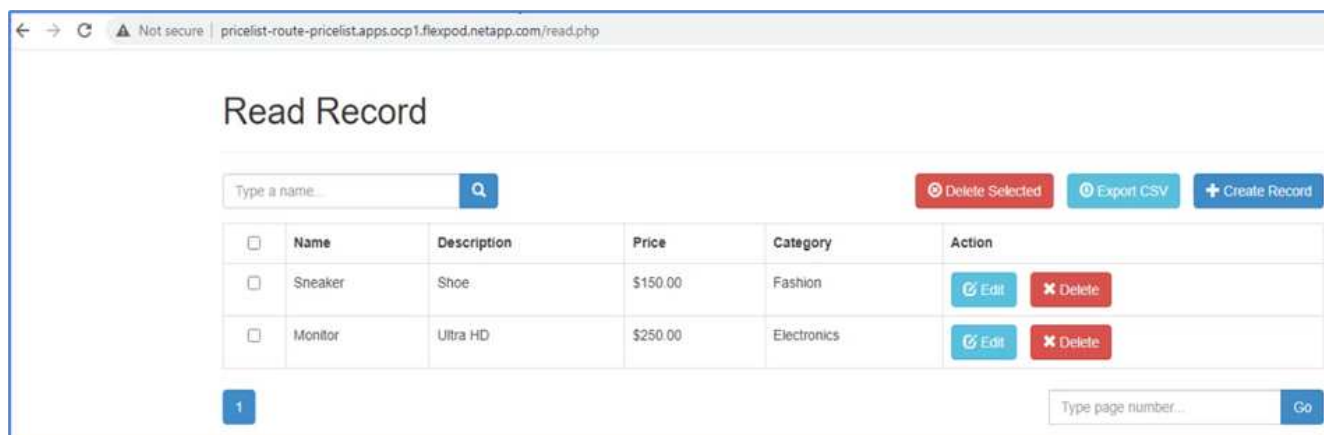 Not secure | pricelist-route-pricelist.apps.ocp1.flexpod.netapp.com/read.php
Read Record
Type a name... Delete Selected Export CSV Create Record
Name Description Price Category Action
Sneaker Shoe $150.00 Fashion Edit Delete
Monitor Ultra HD $250.00 Electronics Edit Delete
1 Type page number... Go